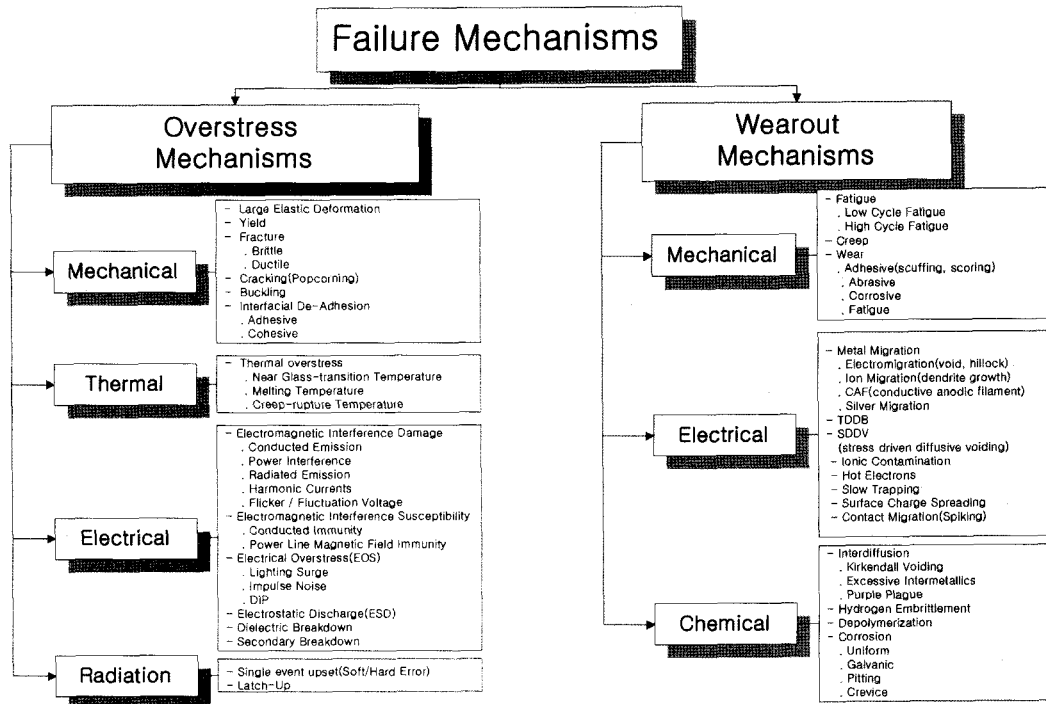 Failure Mechanisms
Overstress
Mechanisms
Mechanical
- Large Elastic Deformation
- Yield
- Fracture
. Brittle
. Ductile
- Cracking(Popcorning)
- Buckling
- Interfacial De-Adhesion
. Adhesive
. Cohesive
Thermal
- Thermal overstress
. Near Glass-transition Temperature
. Melting Temperature
. Creep-rupture Temperature
Electrical
- Electromagnetic Interference Damage
. Conducted Emission
. Power Interference
. Radiated Emission
. Harmonic Currents
. Flicker / Fluctuation Voltage
- Electromagnetic Interference Susceptibility
. Conducted Immunity
. Power Line Magnetic Field Immunity
- Electrical Overstress(EOS)
. Lighting Surge
. Impulse Noise
. DIP
- Electrostatic Discharge(ESD)
- Dielectric Breakdown
- Secondary Breakdown
Radiation
- Single event upset(Soft/Hard Error)
- Latch-Up
Wearout
Mechanisms
Mechanical
- Fatigue
. Low Cycle Fatigue
. High Cycle Fatigue
- Creep
- Wear
. Adhesive(scuffing, scoring)
. Abrasive
. Corrosive
. Fatigue
Electrical
- Metal Migration
. Electromigration(void, hillock)
. Ion Migration(dendrite growth)
. CAF(conductive anodic filament)
. Silver Migration
- TDDB
- SDDV
(stress driven diffusive voiding)
- Ionic Contamination
- Hot Electrons
- Slow Trapping
- Surface Charge Spreading
- Contact Migration(Spiking)
Chemical
- Interdiffusion
. Kirkendall Voiding
. Excessive Intermetallics
. Purple Plague
- Hydrogen Embrittlement
- Depolymerization
- Corrosion
. Uniform
. Galvanic
. Pitting
. Crevice